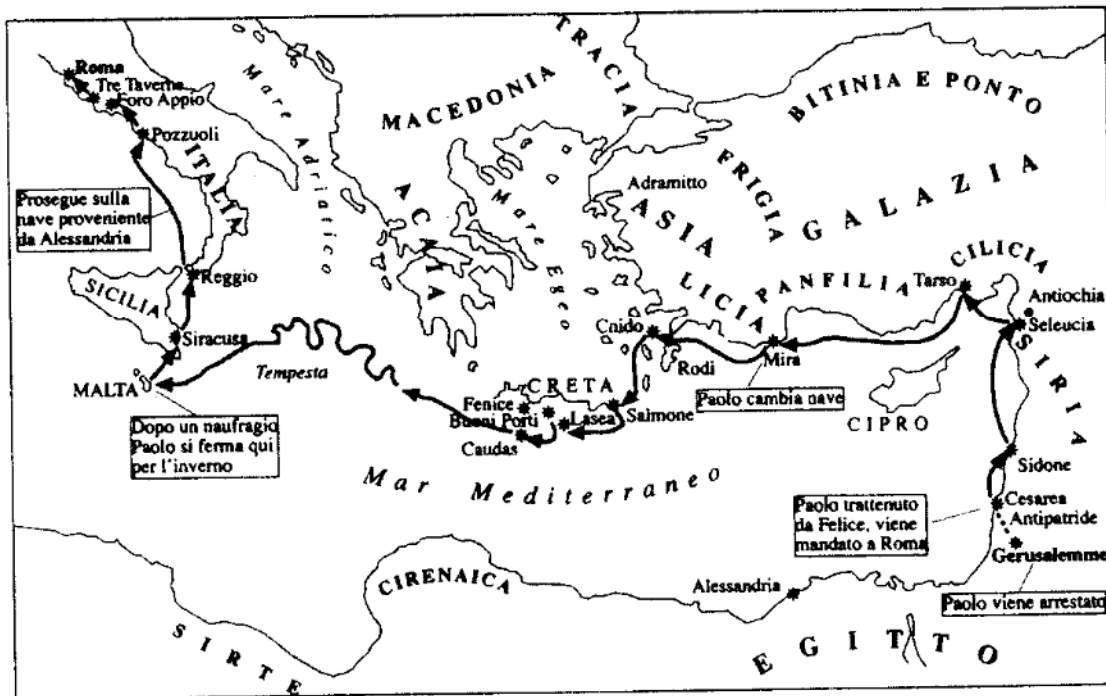 Roma
Tre Taverne
Foro Appio
Pozzuoli
ITALIA
Mare Adriatico
MACEDONIA
TRACIA
BITINIA E PONTO
Prosegue sulla
nave proveniente
da Alessandria
ACAIA
Mare Egeo
Adramitto
ASIA
FRIGIA
GALAZIA
Reggio
SICILIA
Siracusa
MALTA
Tempesta
LICIA
PANFILIA
CILICIA
Tarso
Antiochia
Seleucia
SIRIA
Cnido
Rodi
Mira
Paolo cambia nave
CRETA
Fenice
Buoni Porti
Lasea
Salmone
Caudas
CIPRO
Dopo un naufragio
Paolo si ferma qui
per l'inverno
Mar Mediterraneo
Sidone
Paolo trattenuto
da Felice, viene
mandato a Roma
Cesarea
Antipatride
Gerusalemme
Paolo viene arrestato
CIRENAICA
Alessandria
SIRTE
EGITTO